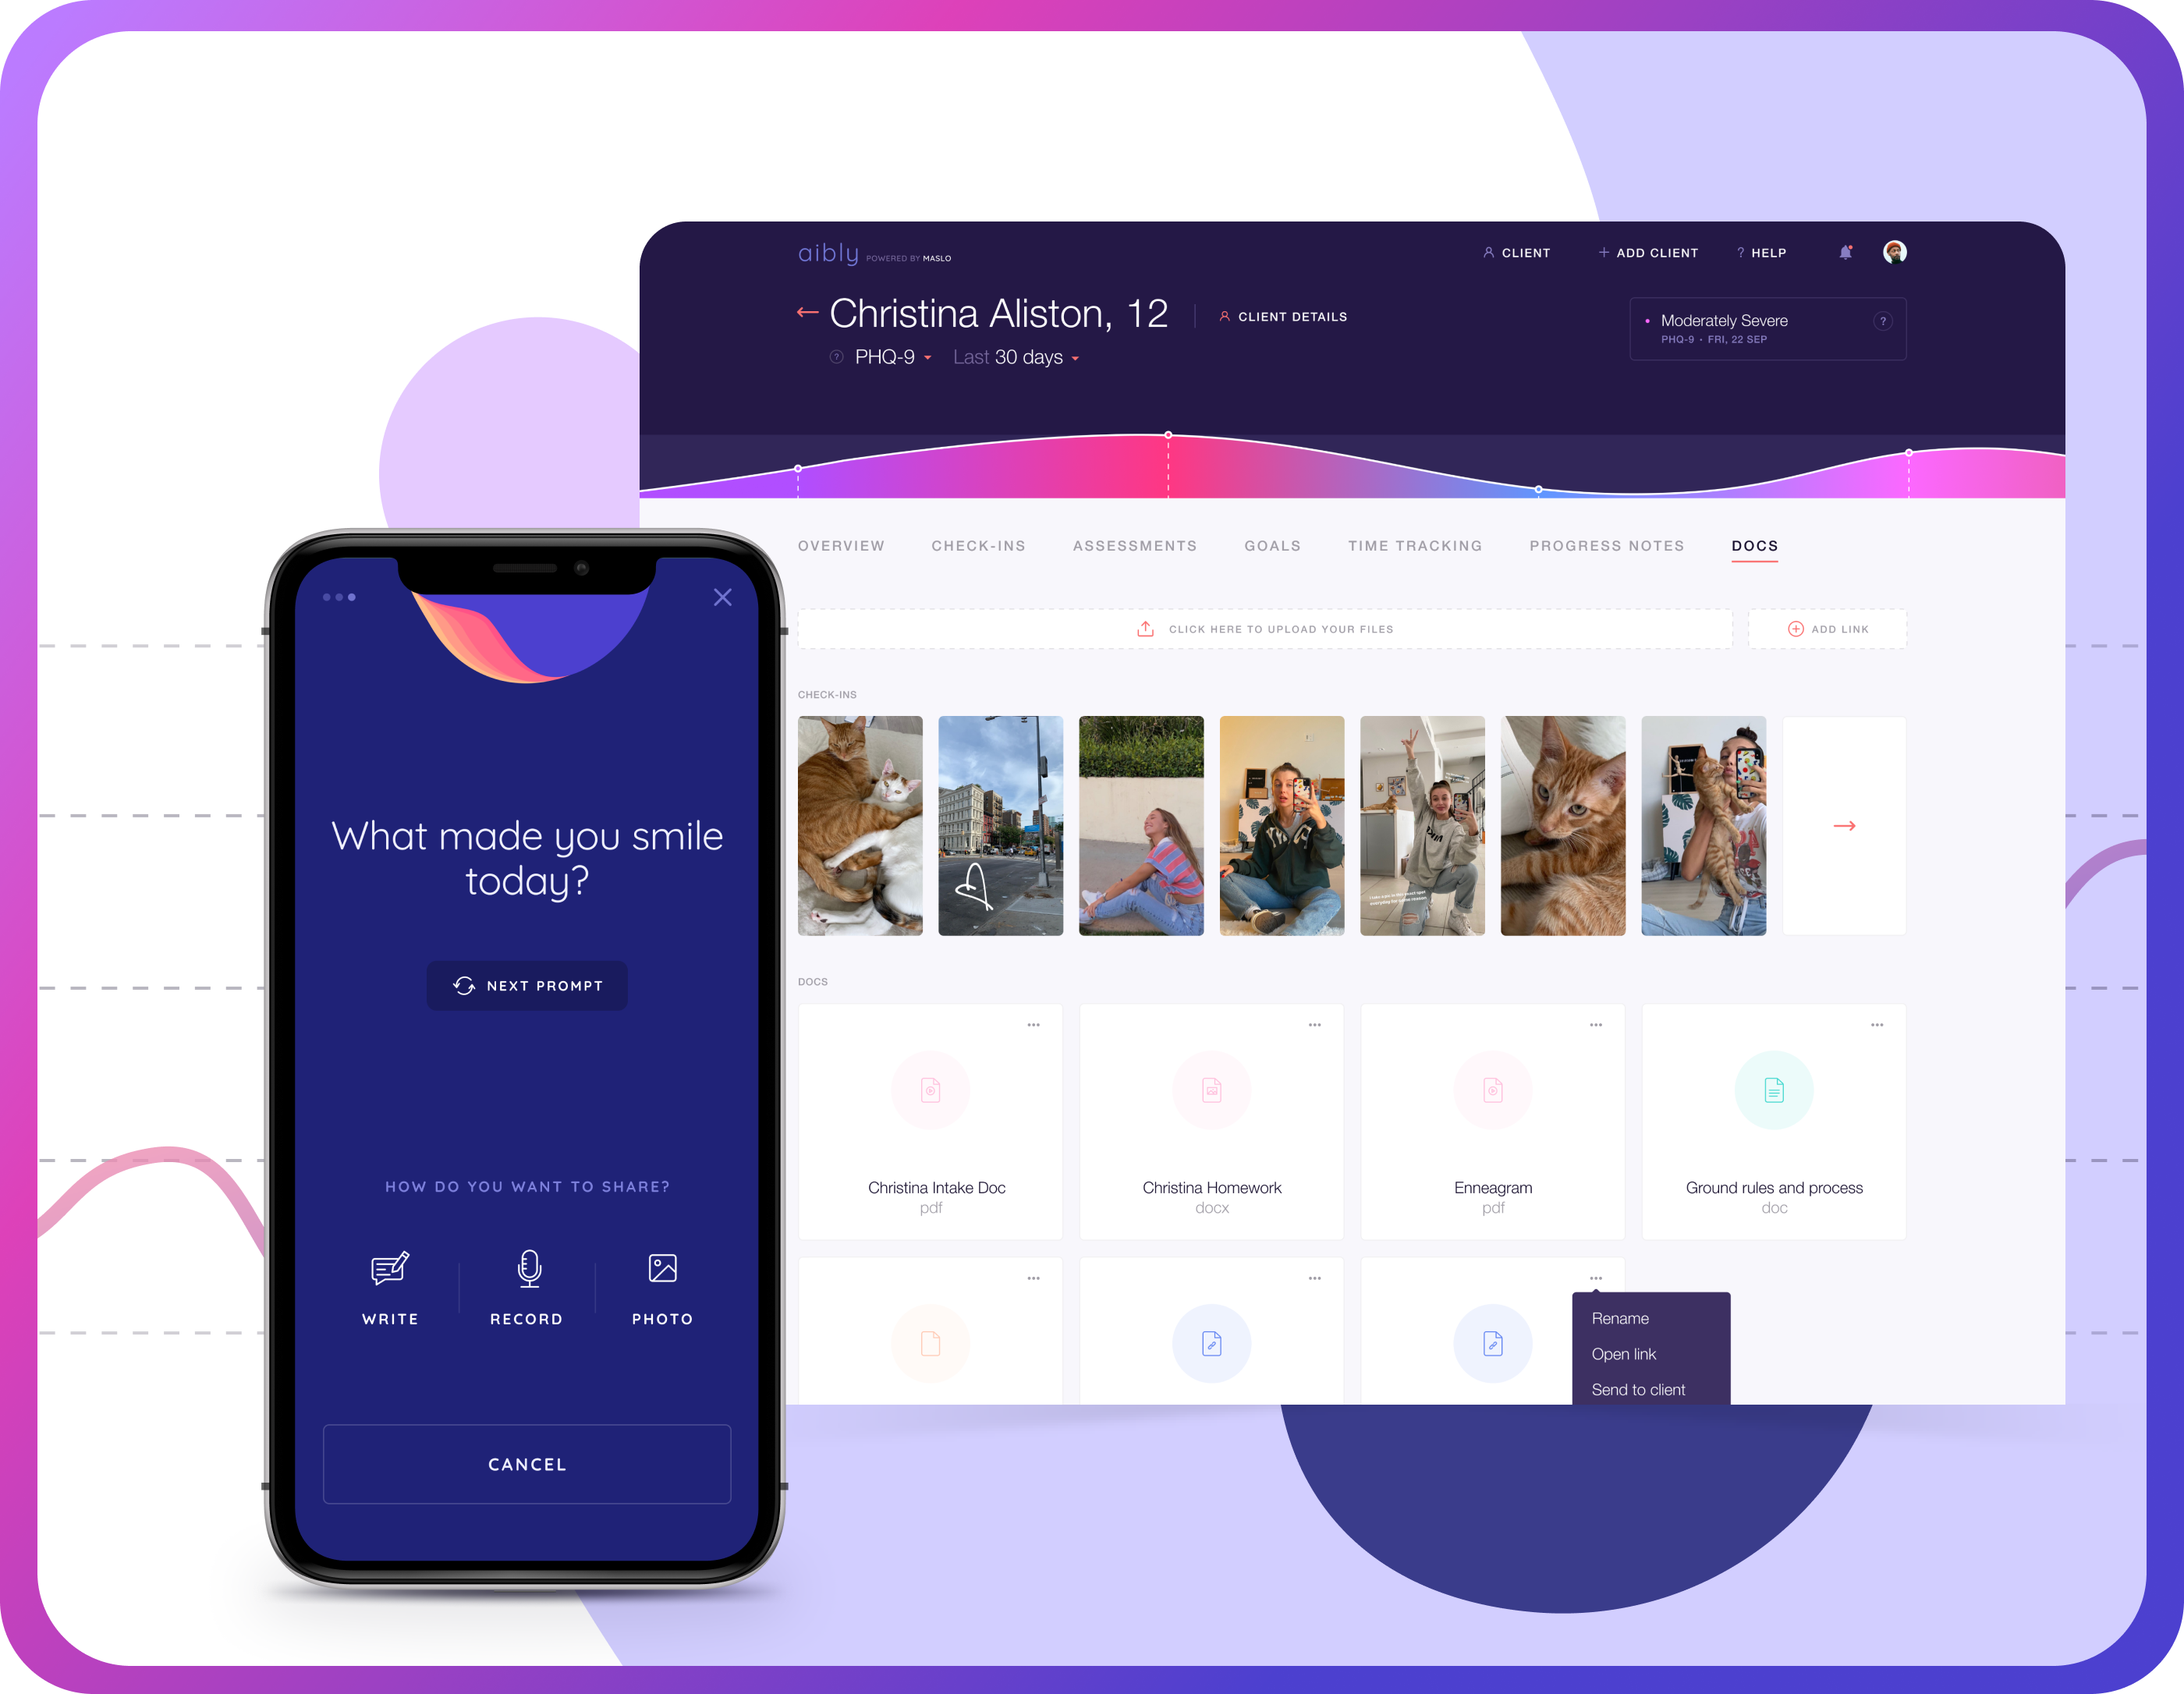 aibly POWERED BY MASLO
CLIENT
ADD CLIENT
? HELP
Christina Aliston, 12
CLIENT DETAILS
? PHQ-9
Last 30 days
Moderately Severe
?
PHQ-9 • FRI, 22 SEP
OVERVIEW
CHECK-INS
ASSESSMENTS
GOALS
TIME TRACKING
PROGRESS NOTES
DOCS
CLICK HERE TO UPLOAD YOUR FILES
ADD LINK
CHECK-INS
DOCS
Christina Intake Doc
pdf
Christina Homework
docx
Enneagram
pdf
Ground rules and process
doc
Rename
Open link
Send to client
What made you smile
today?
NEXT PROMPT
HOW DO YOU WANT TO SHARE?
WRITE
RECORD
PHOTO
CANCEL